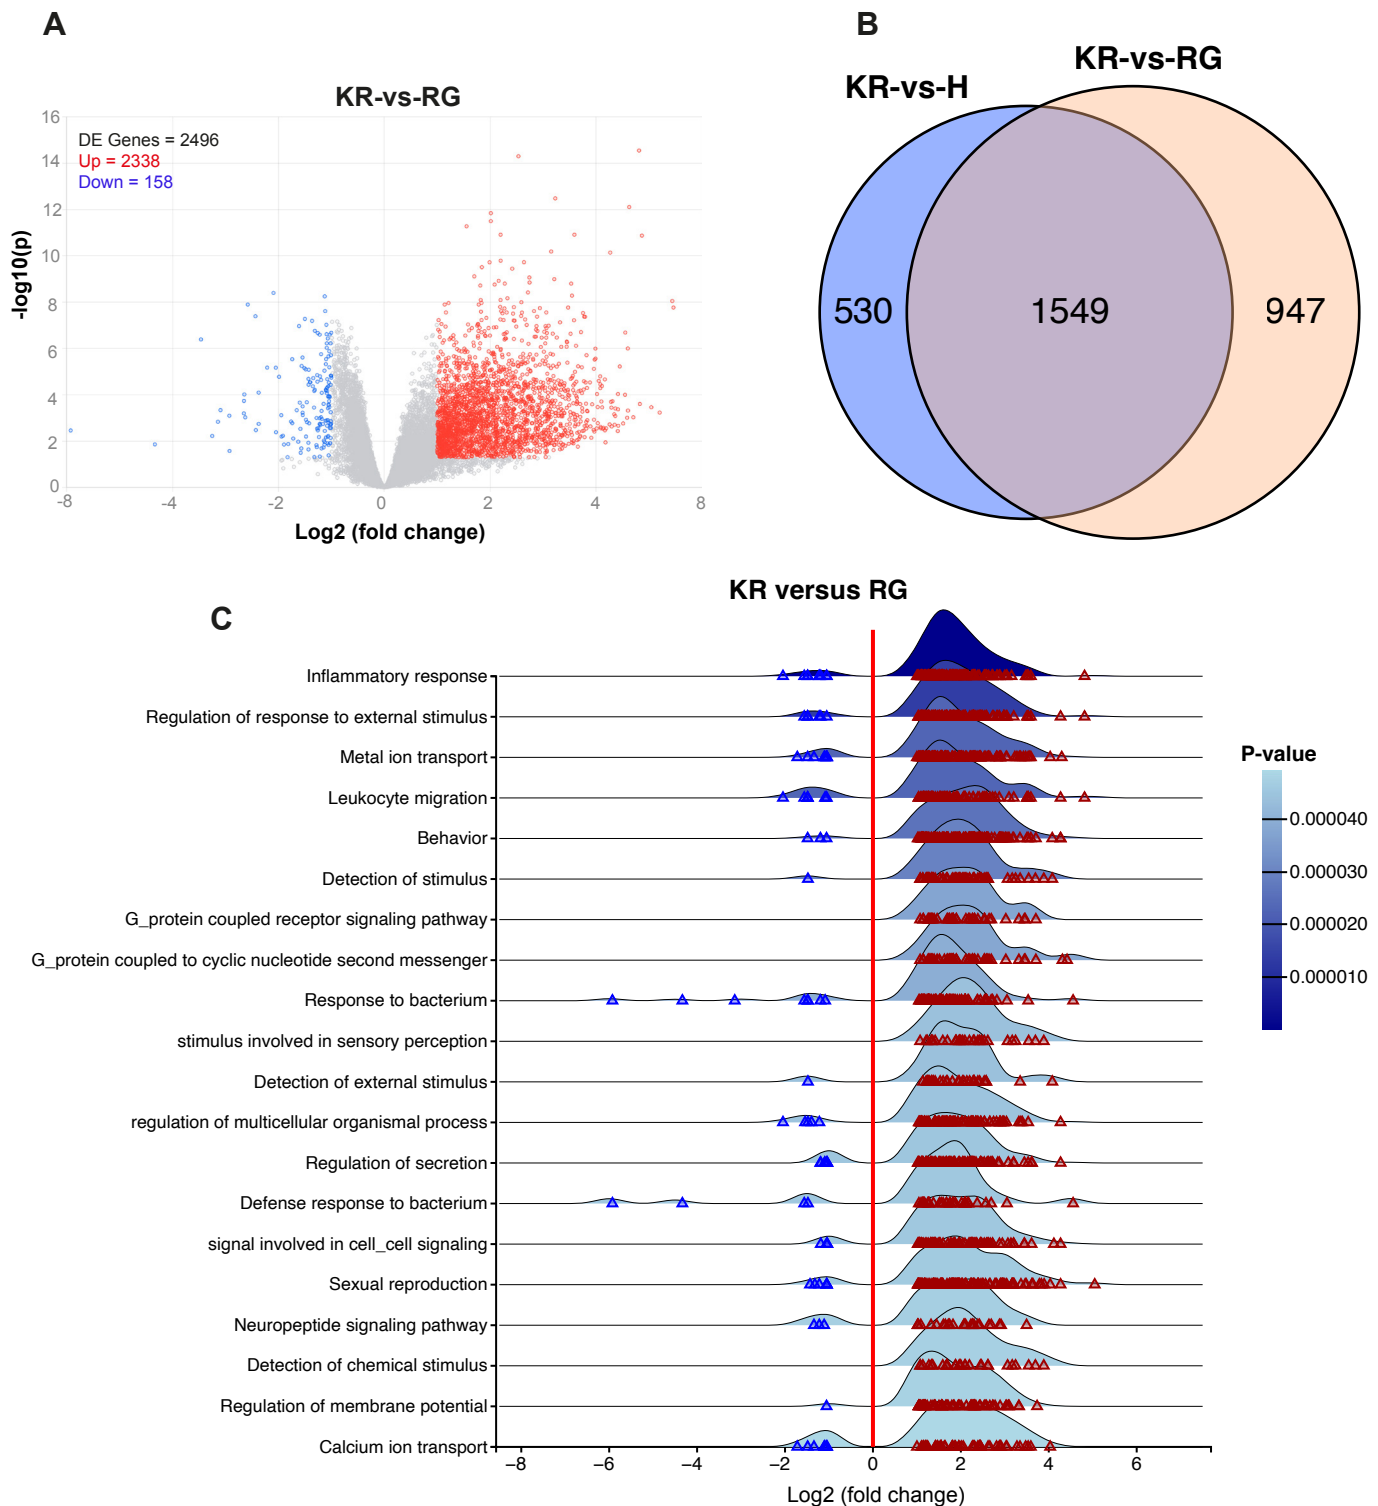 A
KR-vs-RG
DE Genes = 2496
Up = 2338
Down = 158
16
14
12
10
8
6
4
2
0
-log10(p)
-8
-4
-2
0
2
4
8
Log2 (fold change)
B
KR-vs-H
KR-vs-RG
530
1549
947
C
KR versus RG
Inflammatory response
Regulation of response to external stimulus
Metal ion transport
Leukocyte migration
Behavior
Detection of stimulus
G_protein coupled receptor signaling pathway
G_protein coupled to cyclic nucleotide second messenger
Response to bacterium
stimulus involved in sensory perception
Detection of external stimulus
regulation of multicellular organismal process
Regulation of secretion
Defense response to bacterium
signal involved in cell_cell signaling
Sexual reproduction
Neuropeptide signaling pathway
Detection of chemical stimulus
Regulation of membrane potential
Calcium ion transport
−8
−6
−4
−2
0
2
4
6
Log2 (fold change)
P-value
0.000040
0.000030
0.000020
0.000010